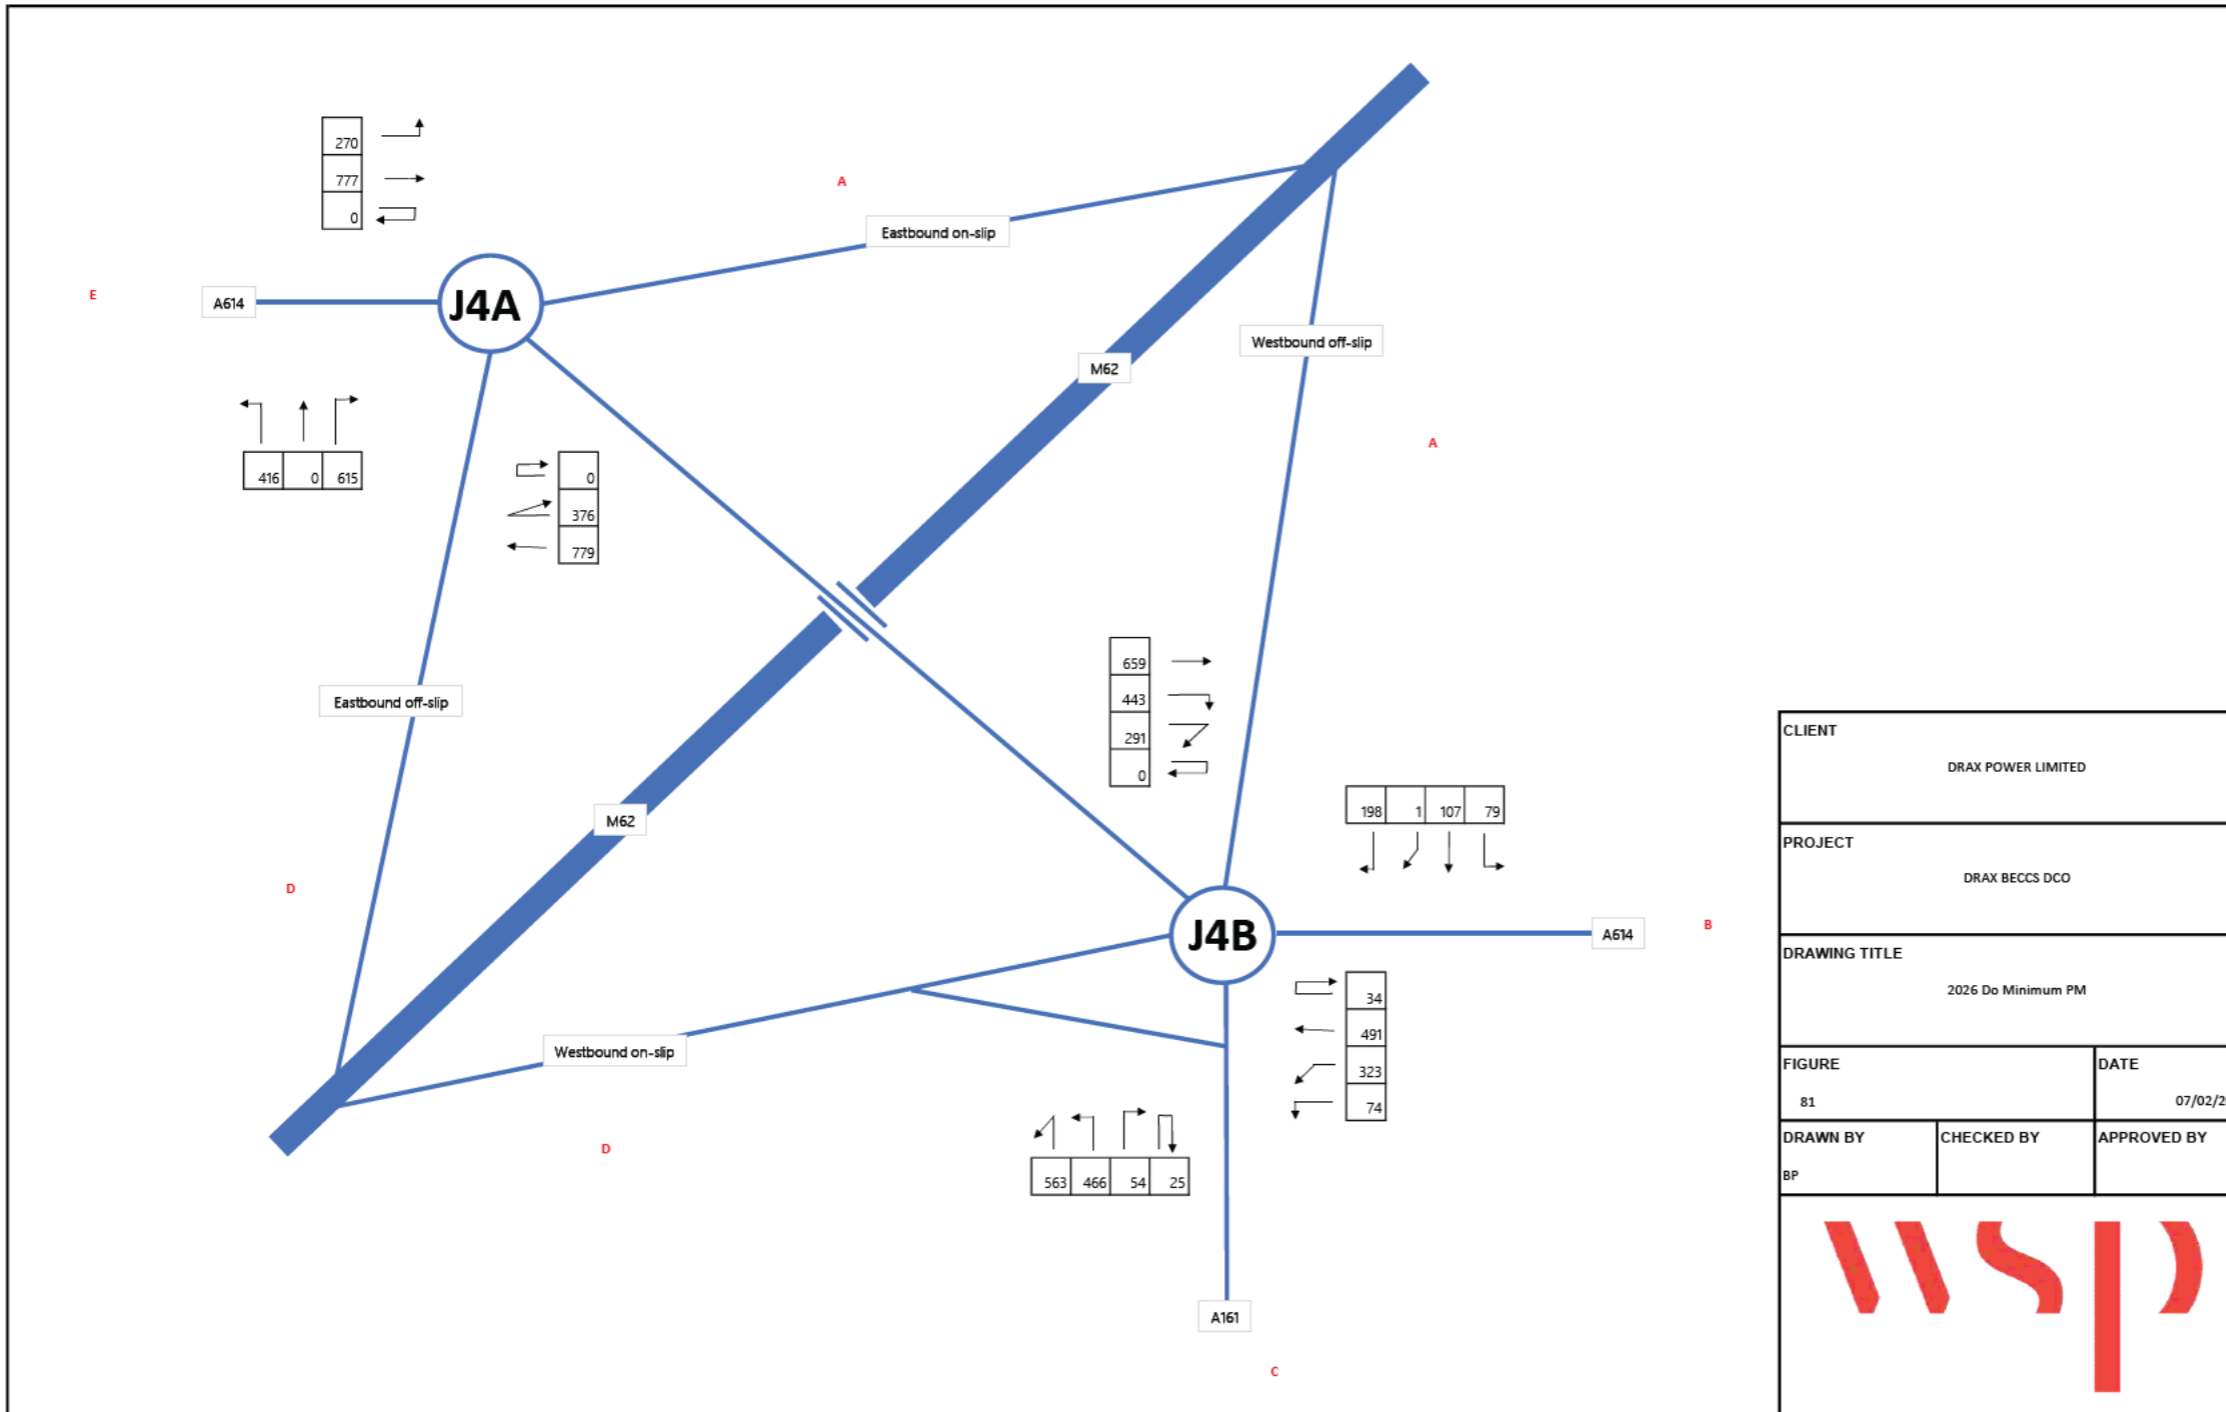 270
777
0
A
Eastbound on-slip
E
A614
J4A
Westbound off-slip
M62
A
416 0 615
0
376
779
659
443
291
0
Eastbound off-slip
M62
198 1 107 79
D
J4B
A614
B
34
491
323
74
Westbound on-slip
D
563 466 54 25
A161
C
CLIENT
DRAX POWER LIMITED
PROJECT
DRAX BECCS DCO
DRAWING TITLE
2026 Do Minimum PM
FIGURE DATE
81 07/02/2
DRAWN BY CHECKED BY APPROVED BY
BP
wsp